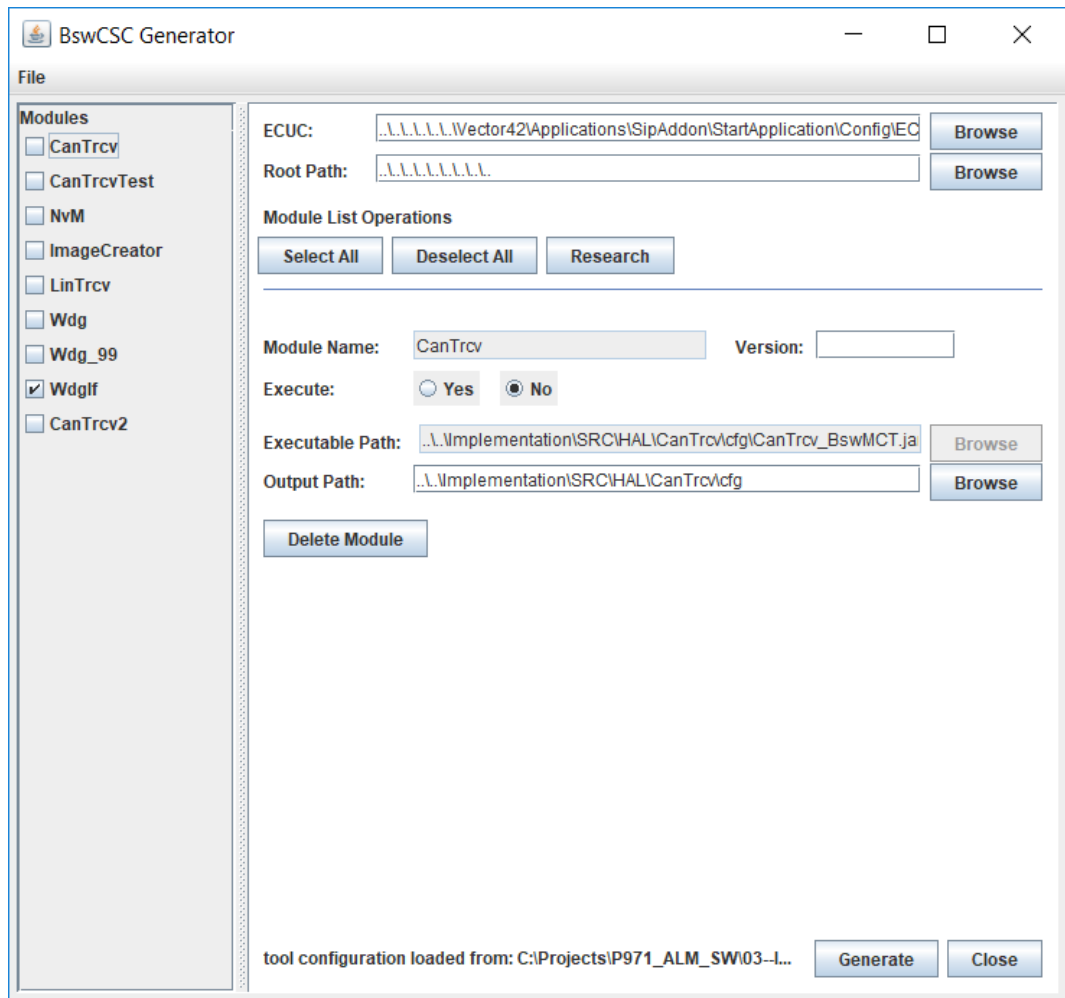 BswCSC Generator
File
Modules
CanTrcv
CanTrcvTest
NvM
ImageCreator
LinTrcv
Wdg
Wdg_99
WdgIf
CanTrcv2
ECUC: ..\..\..\..\..\..\Vector42\Applications\SipAddon\StartApplication\Config\EC Browse
Root Path: ..\..\..\..\..\..\..\..\.. Browse
Module List Operations
Select All Deselect All Research
Module Name: CanTrcv Version:
Execute: Yes No
Executable Path: ..\..\Implementation\SRC\HAL\CanTrcv\cfg\CanTrcv_BswMCT.ja Browse
Output Path: ..\..\Implementation\SRC\HAL\CanTrcv\cfg Browse
Delete Module
tool configuration loaded from: C:\Projects\P971_ALM_SW\03--I... Generate Close